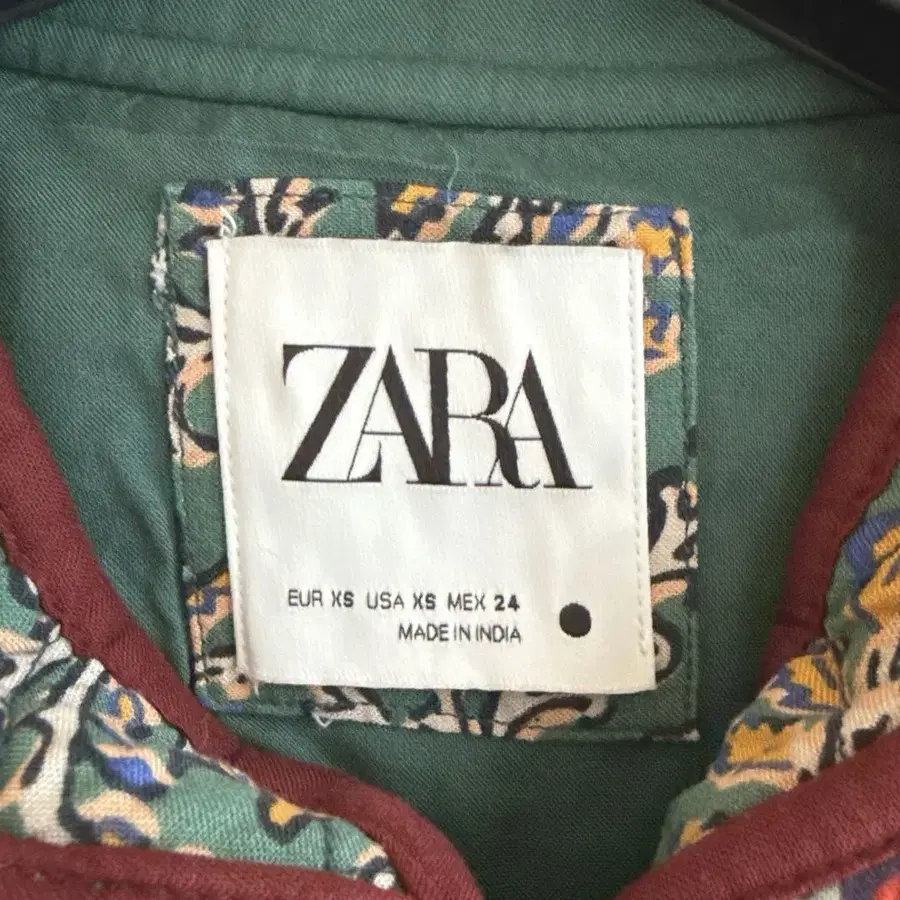 ZARA
EUR XS USA XS MEX 24
MADE IN INDIA